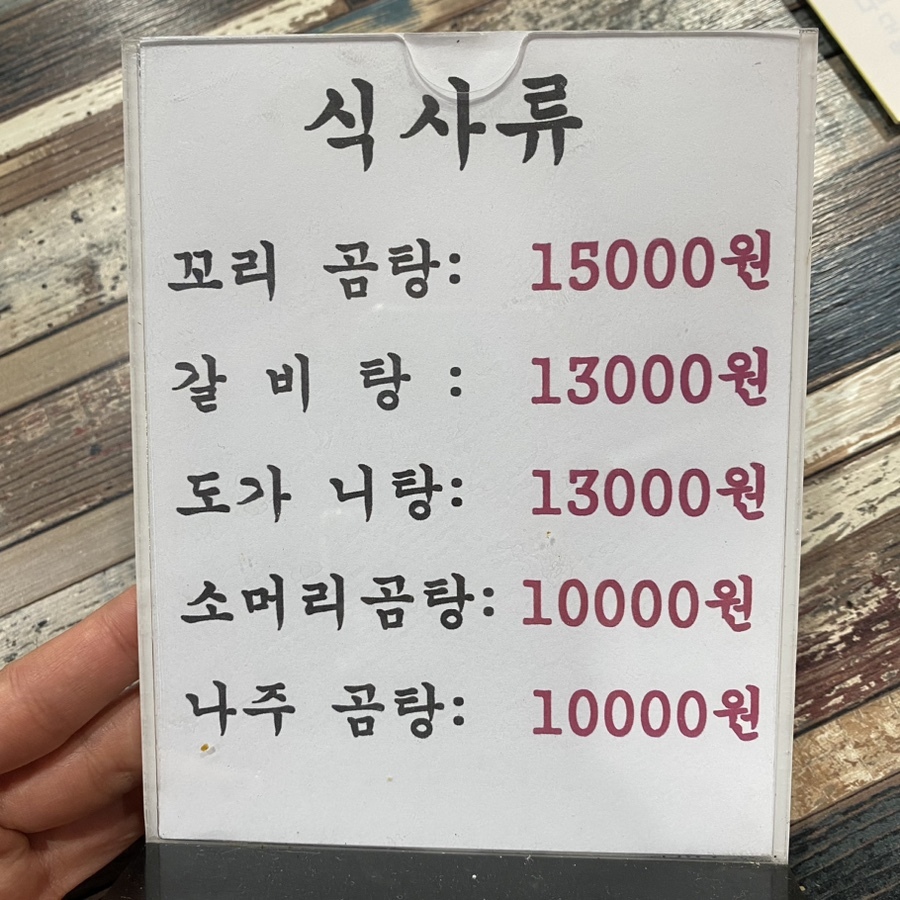 식사류
꼬리 곰탕: 15000원
갈 비 탕 : 13000원
도가 니탕: 13000원
소머리곰탕: 10000원
나주 곰탕: 10000원